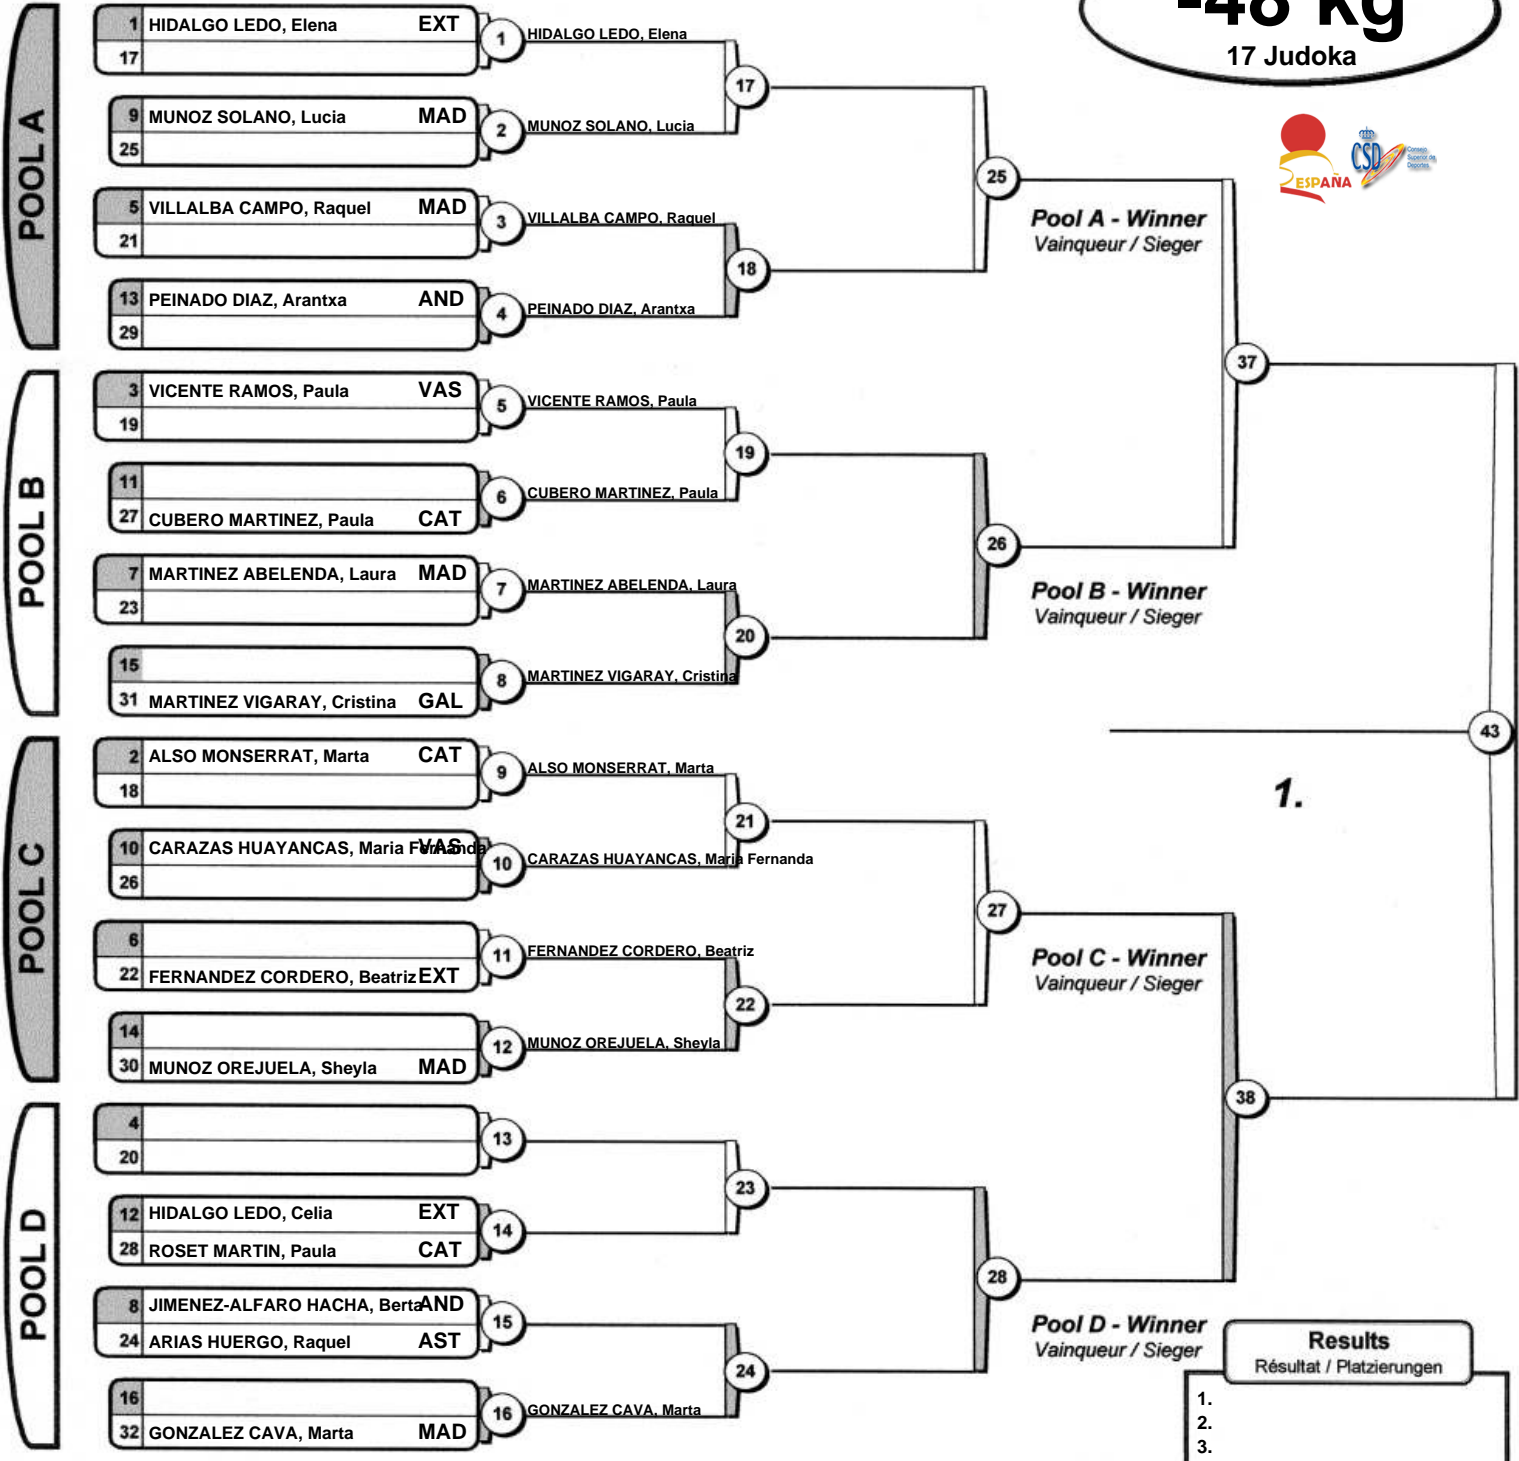 -48 kg
17 Judoka
ESPAÑA
CSD
Consejo
Superior de
Deportes
POOL A
1 HIDALGO LEDO, Elena EXT
17
1 HIDALGO LEDO, Elena
9 MUNOZ SOLANO, Lucia MAD
25
2 MUNOZ SOLANO, Lucia
17
5 VILLALBA CAMPO, Raquel MAD
21
3 VILLALBA CAMPO, Raquel
13 PEINADO DIAZ, Arantxa AND
29
4 PEINADO DIAZ, Arantxa
18
25
Pool A - Winner
Vainqueur / Sieger
POOL B
3 VICENTE RAMOS, Paula VAS
19
5 VICENTE RAMOS, Paula
11
27 CUBERO MARTINEZ, Paula CAT
6 CUBERO MARTINEZ, Paula
19
7 MARTINEZ ABELENDA, Laura MAD
23
7 MARTINEZ ABELENDA, Laura
15
31 MARTINEZ VIGARAY, Cristina GAL
8 MARTINEZ VIGARAY, Cristina
20
26
Pool B - Winner
Vainqueur / Sieger
37
POOL C
2 ALSO MONSERRAT, Marta CAT
18
9 ALSO MONSERRAT, Marta
10 CARAZAS HUAYANCAS, Maria Fernanda VAS
26
10 CARAZAS HUAYANCAS, Maria Fernanda
21
6
22 FERNANDEZ CORDERO, Beatriz EXT
11 FERNANDEZ CORDERO, Beatriz
14
30 MUNOZ OREJUELA, Sheyla MAD
12 MUNOZ OREJUELA, Sheyla
22
27
Pool C - Winner
Vainqueur / Sieger
43
1.
POOL D
4
20
13
12 HIDALGO LEDO, Celia EXT
28 ROSET MARTIN, Paula CAT
14
23
8 JIMENEZ-ALFARO HACHA, Berta AND
24 ARIAS HUERGO, Raquel AST
15
16
32 GONZALEZ CAVA, Marta MAD
16 GONZALEZ CAVA, Marta
24
28
Pool D - Winner
Vainqueur / Sieger
38
Results
Résultat / Platzierungen
1.
2.
3.